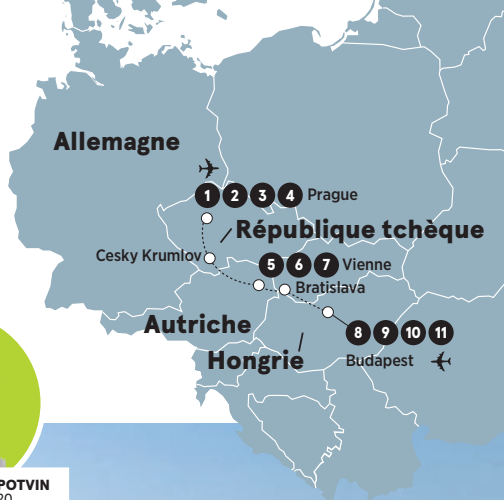 Allemagne
1 2 3 4 Prague
République tchèque
Cesky Krumlov
5 6 7 Vienne
Bratislava
Autriche
8 9 10 11
Hongrie
Budapest
POTVIN